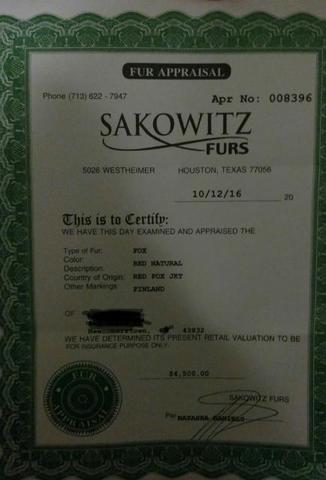 FUR APPRAISAL
Phone (713) 622 - 7947
Apr No: 008396
SAKOWITZ
FURS
5026 WESTHEIMER HOUSTON, TEXAS 77056
10/12/16 20
This is to Certify:
WE HAVE THIS DAY EXAMINED AND APPRAISED THE
Type of Fur: FOX
Color: RED NATURAL
Description: RED FOX JKT
Country of Origin: FINLAND
Other Markings:
OF
43832
WE HAVE DETERMINED ITS PRESENT RETAIL VALUATION TO BE
FOR INSURANCE PURPOSE ONLY.
$4,500.00
SAKOWITZ FURS
Per
FUR
APPRAISAL